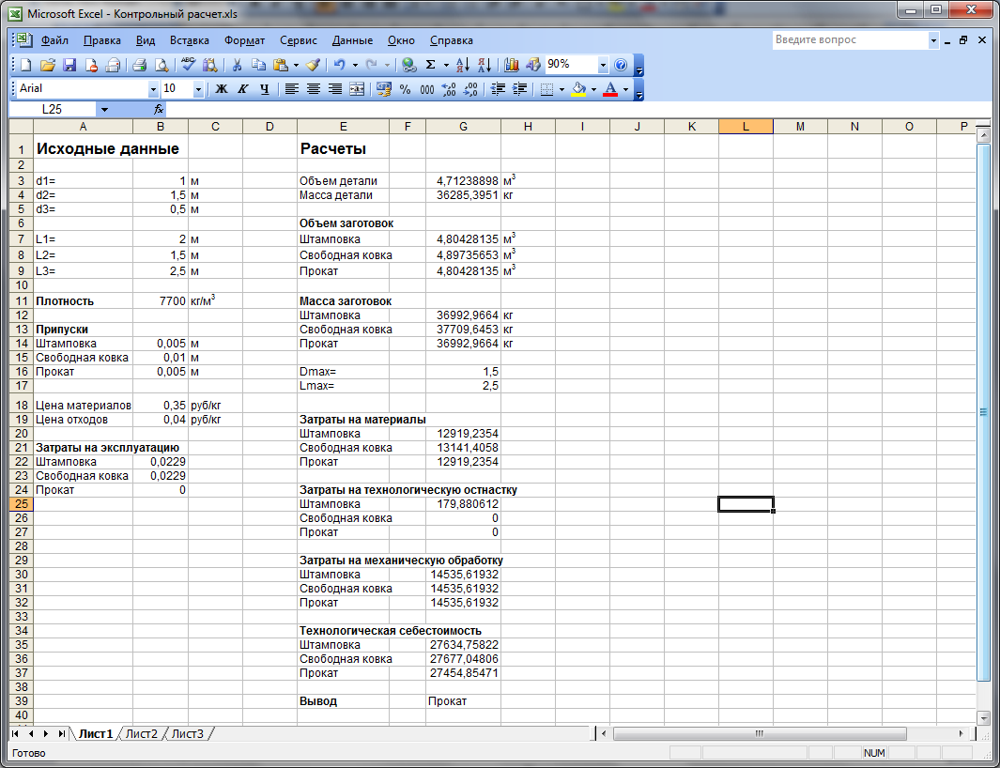 Microsoft Excel - Контрольный расчет.xls
Файл Правка Вид Вставка Формат Сервис Данные Окно Справка Введите вопрос
90%
Arial 10 Ж К Ч % 000
L25 fx
A B C D E F G H I J K L M N O P
1 Исходные данные Расчеты
2
3 d1= 1 м Объем детали 4,71238898 м3
4 d2= 1,5 м Масса детали 36285,3951 кг
5 d3= 0,5 м
6 Объем заготовок
7 L1= 2 м Штамповка 4,80428135 м3
8 L2= 1,5 м Свободная ковка 4,89735653 м3
9 L3= 2,5 м Прокат 4,80428135 м3
10
11 Плотность 7700 кг/м3 Масса заготовок
12 Штамповка 36992,9664 кг
13 Припуски Свободная ковка 37709,6453 кг
14 Штамповка 0,005 м Прокат 36992,9664 кг
15 Свободная ковка 0,01 м
16 Прокат 0,005 м Dmax= 1,5
17 Lmax= 2,5
18 Цена материалов 0,35 руб/кг
19 Цена отходов 0,04 руб/кг Затраты на материалы
20 Штамповка 12919,2354
21 Затраты на эксплуатацию Свободная ковка 13141,4058
22 Штамповка 0,0229 Прокат 12919,2354
23 Свободная ковка 0,0229
24 Прокат 0 Затраты на технологическую остнастку
25 Штамповка 179,880612
26 Свободная ковка 0
27 Прокат 0
28
29 Затраты на механическую обработку
30 Штамповка 14535,61932
31 Свободная ковка 14535,61932
32 Прокат 14535,61932
33
34 Технологическая себестоимость
35 Штамповка 27634,75822
36 Свободная ковка 27677,04806
37 Прокат 27454,85471
38
39 Вывод Прокат
40
Лист1 Лист2 Лист3
Готово NUM